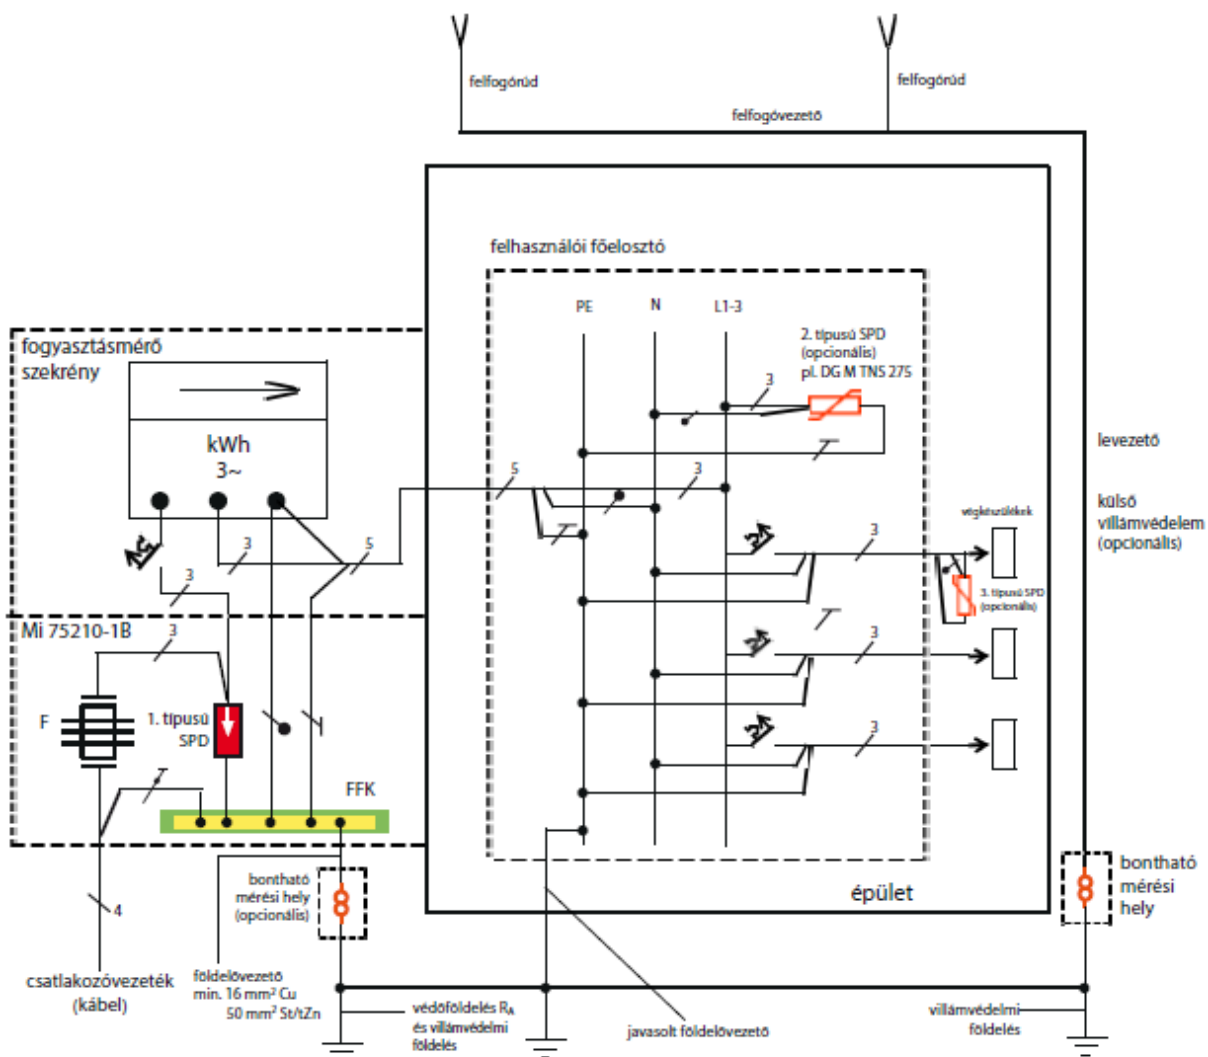 felfogórúd
felfogórúd
felfogóvezető
felhasználói főelosztó
PE
N
L1-3
2. típusú SPD
(opcionális)
pl. DG M TNS 275
3
fogyasztásmérő
szekrény
kWh
3~
levezető
külső
villámvédelem
(opcionális)
5
3
végkészülékek
3
5
3
3
3. típusú SPD
(opcionális)
Mi 75210-1B
3
3
F
1. típusú
SPD
3
FFK
bontható
mérési hely
(opcionális)
épület
bontható
mérési
hely
4
csatlakozóvezeték
(kábel)
földelővezető
min. 16 mm² Cu
50 mm² St/tZn
védőföldelés RA
és villámvédelmi
földelés
javasolt földelővezető
villámvédelmi
földelés